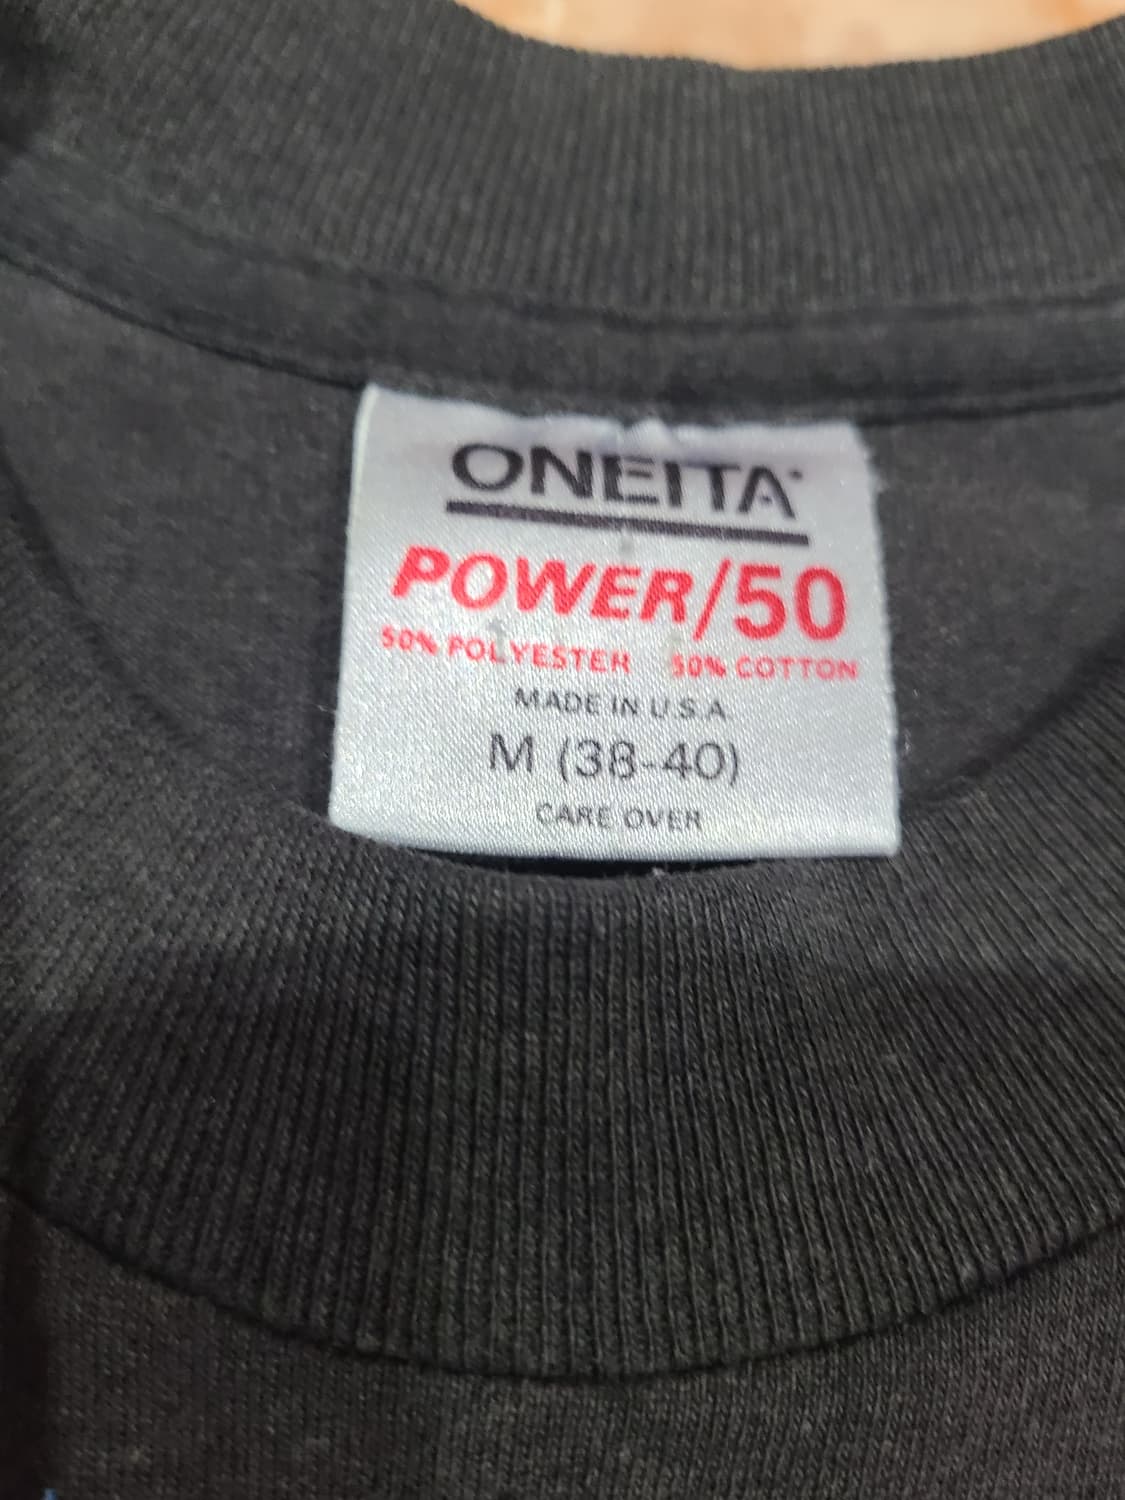 ONEITA
POWER/50
50% POLYESTER 50% COTTON
MADE IN U.S.A.
M (38-40)
CARE OVER